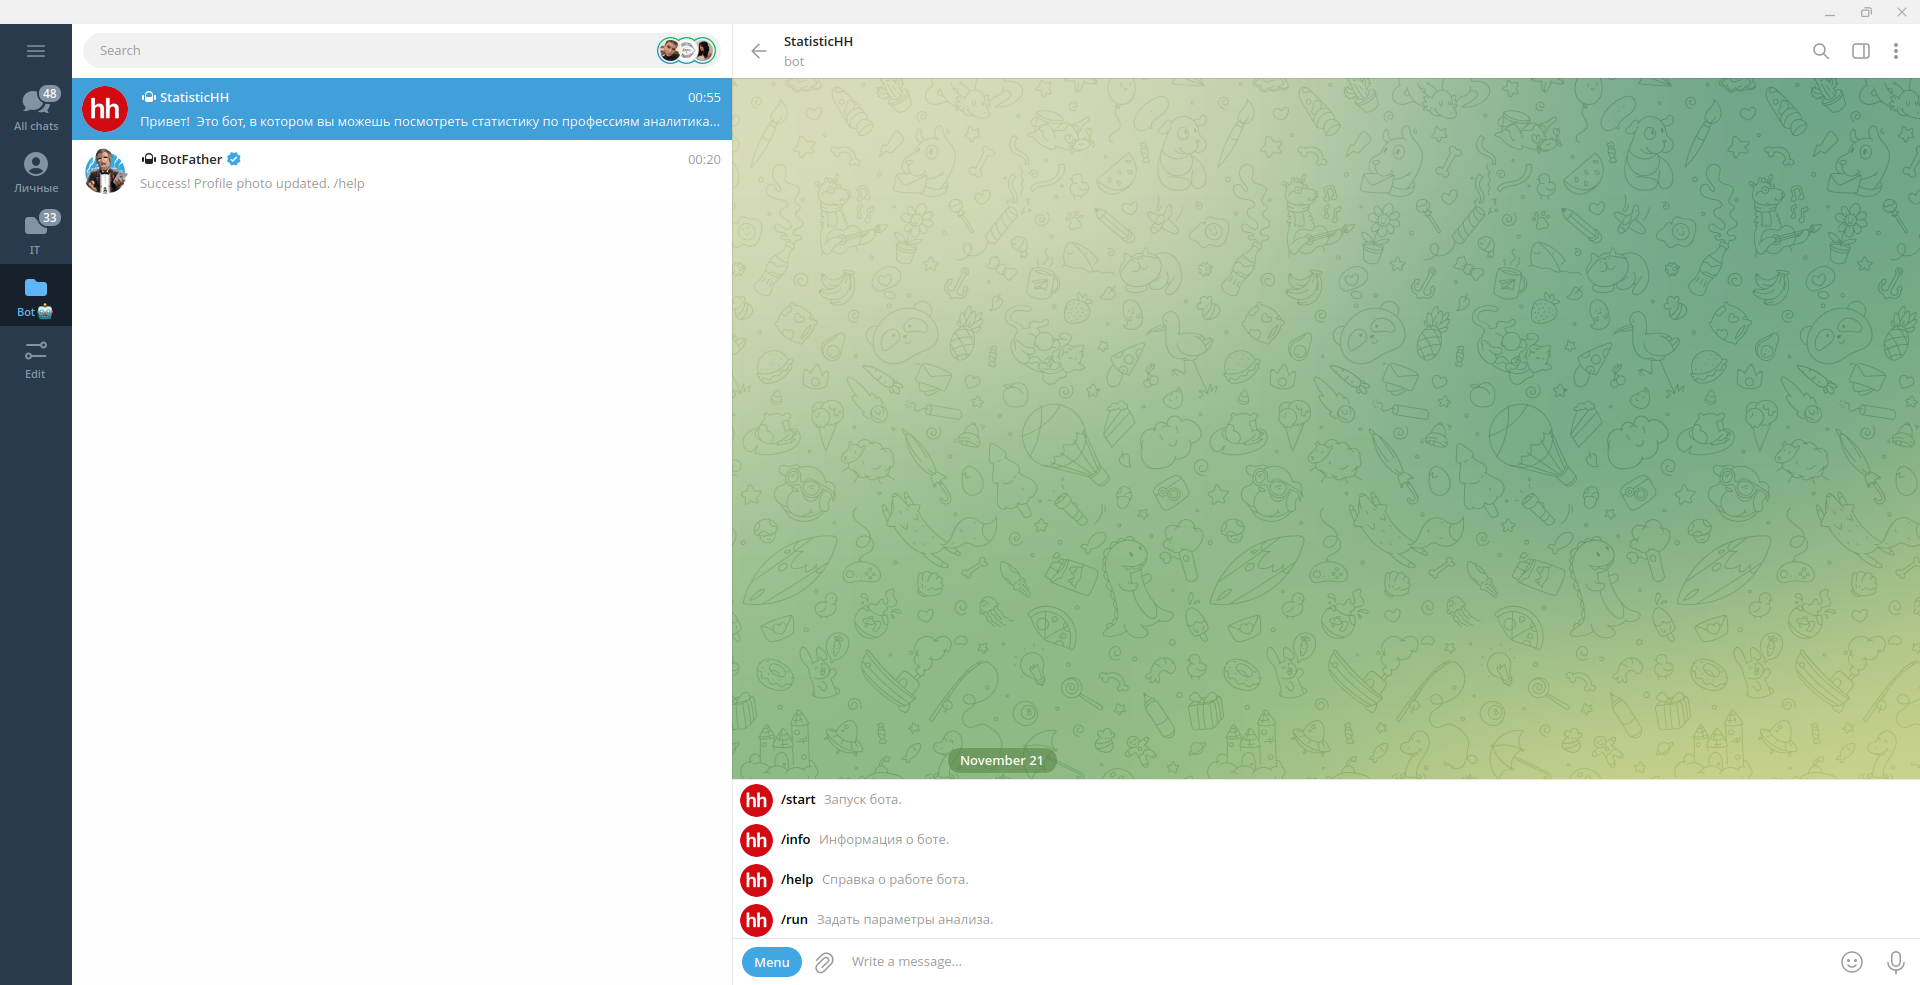 Search
StatisticHH
bot
48
All chats
Личные
33
IT
Bot
Edit
hh
StatisticHH
00:55
Привет! Это бот, в котором вы можешь посмотреть статистику по профессиям аналитика...
BotFather
00:20
Success! Profile photo updated. /help
November 21
hh /start Запуск бота.
hh /info Информация о боте.
hh /help Справка о работе бота.
hh /run Задать параметры анализа.
Menu
Write a message...